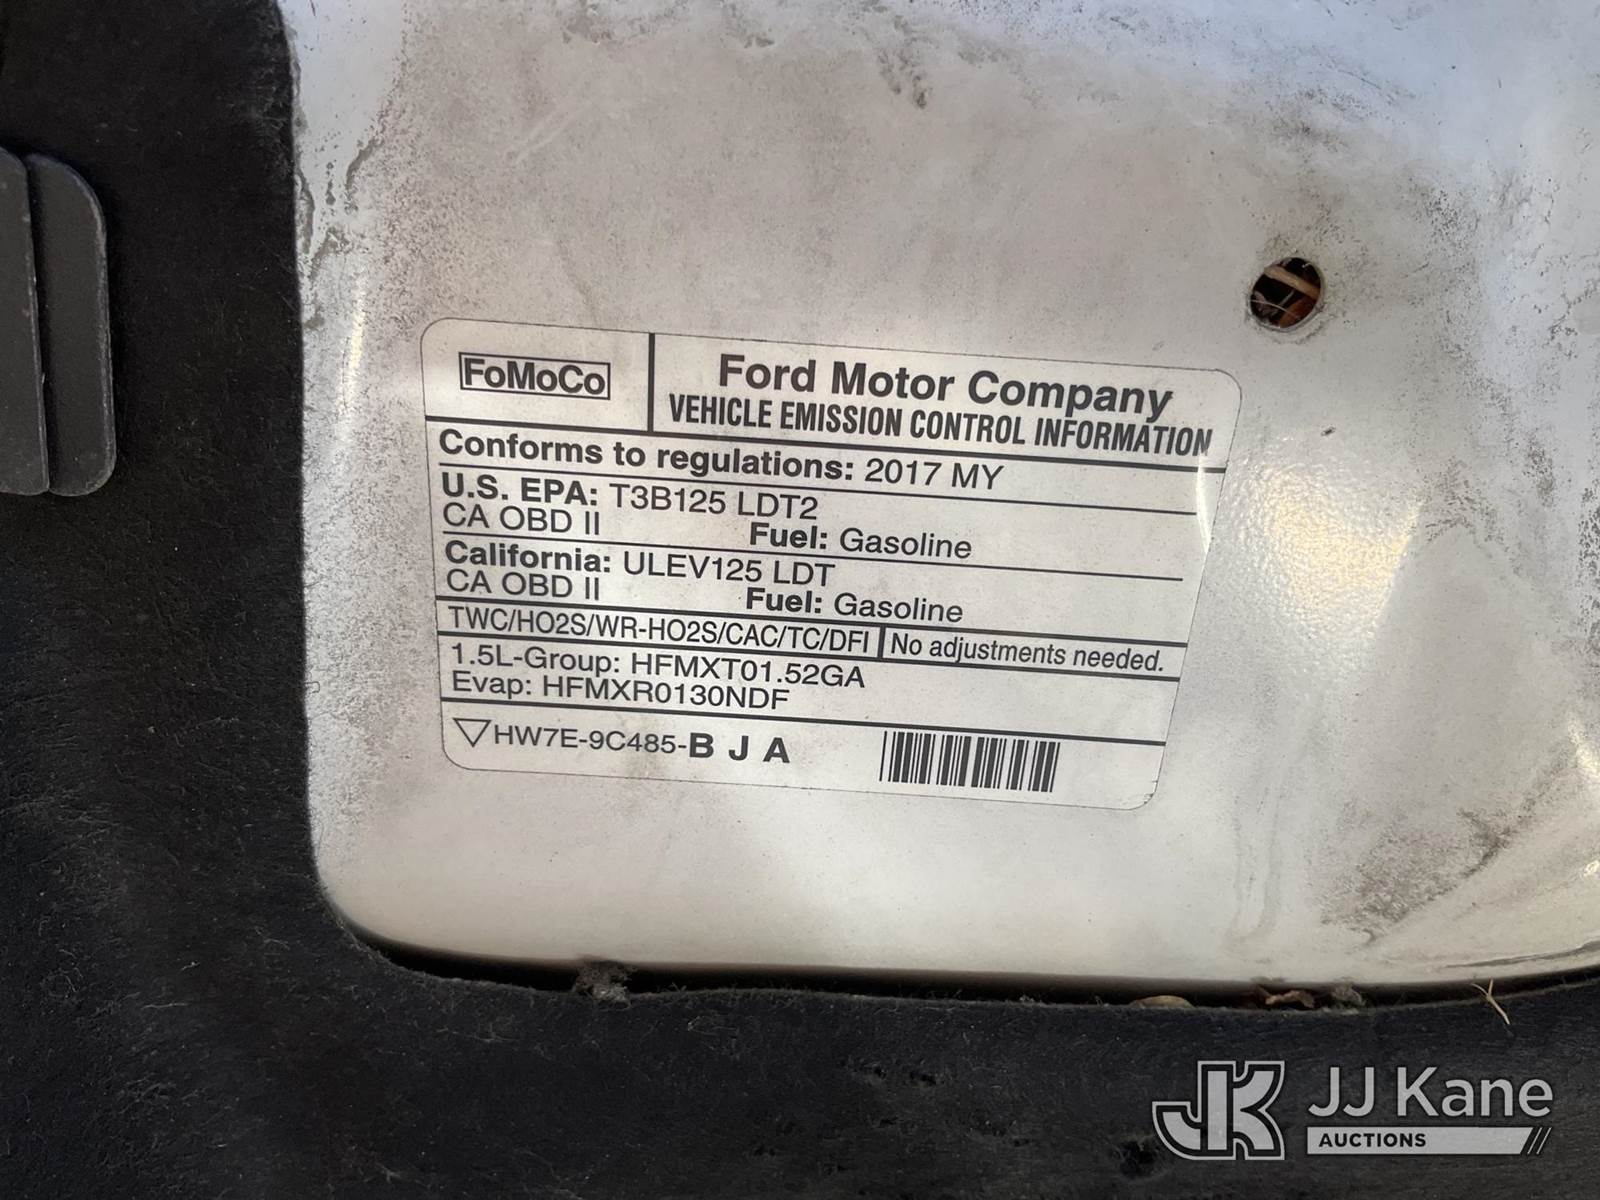 FoMoCo
Ford Motor Company
VEHICLE EMISSION CONTROL INFORMATION
Conforms to regulations: 2017 MY
U.S. EPA: T3B125 LDT2
CA OBD II Fuel: Gasoline
California: ULEV125 LDT
CA OBD II Fuel: Gasoline
TWC/HO2S/WR-HO2S/CAC/TC/DFI No adjustments needed.
1.5L-Group: HFMXT01.52GA
Evap: HFMXR0130NDF
HW7E-9C485-B J A
JK JJ Kane
AUCTIONS